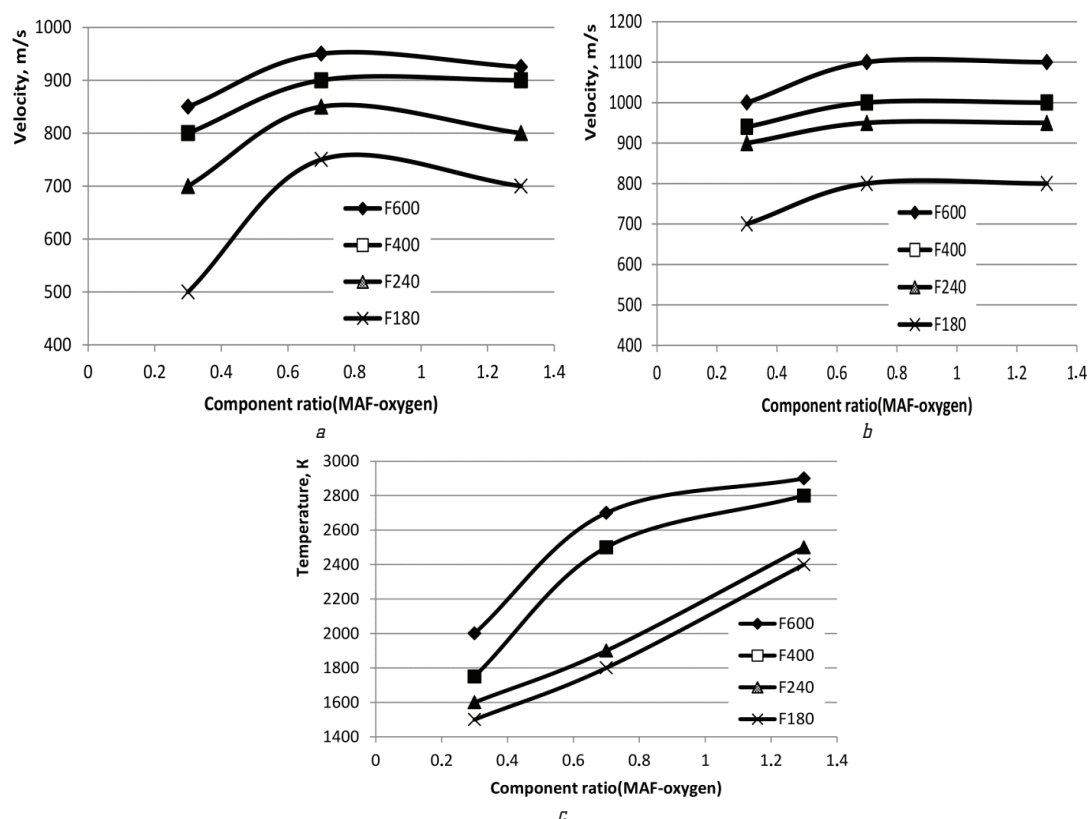 Velocity, m/s
1000
900
800
700
600
500
400
0 0.2 0.4 0.6 0.8 1 1.2 1.4
F600
F400
F240
F180
Component ratio(MAF-oxygen)
a
Velocity, m/s
1200
1100
1000
900
800
700
600
500
400
0 0.2 0.4 0.6 0.8 1 1.2 1.4
F600
F400
F240
F180
Component ratio(MAF-oxygen)
b
Temperature, K
3000
2800
2600
2400
2200
2000
1800
1600
1400
0 0.2 0.4 0.6 0.8 1 1.2 1.4
F600
F400
F240
F180
Component ratio(MAF-oxygen)
c